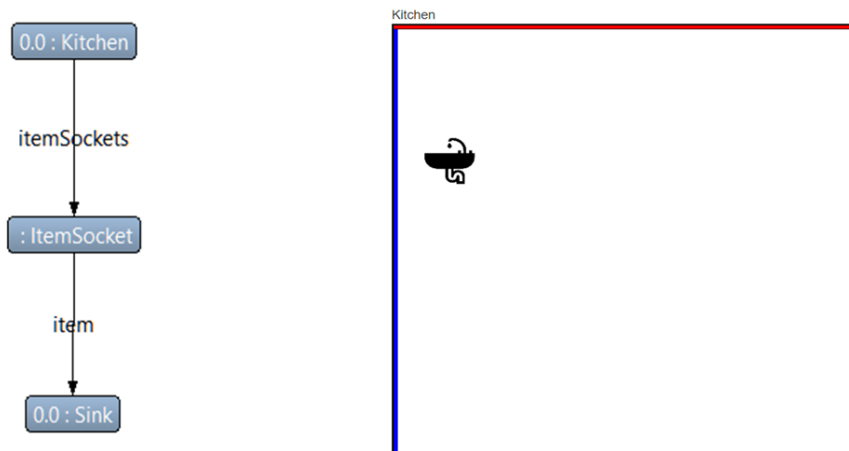 0.0 : Kitchen
itemSockets
: ItemSocket
item
0.0 : Sink
Kitchen